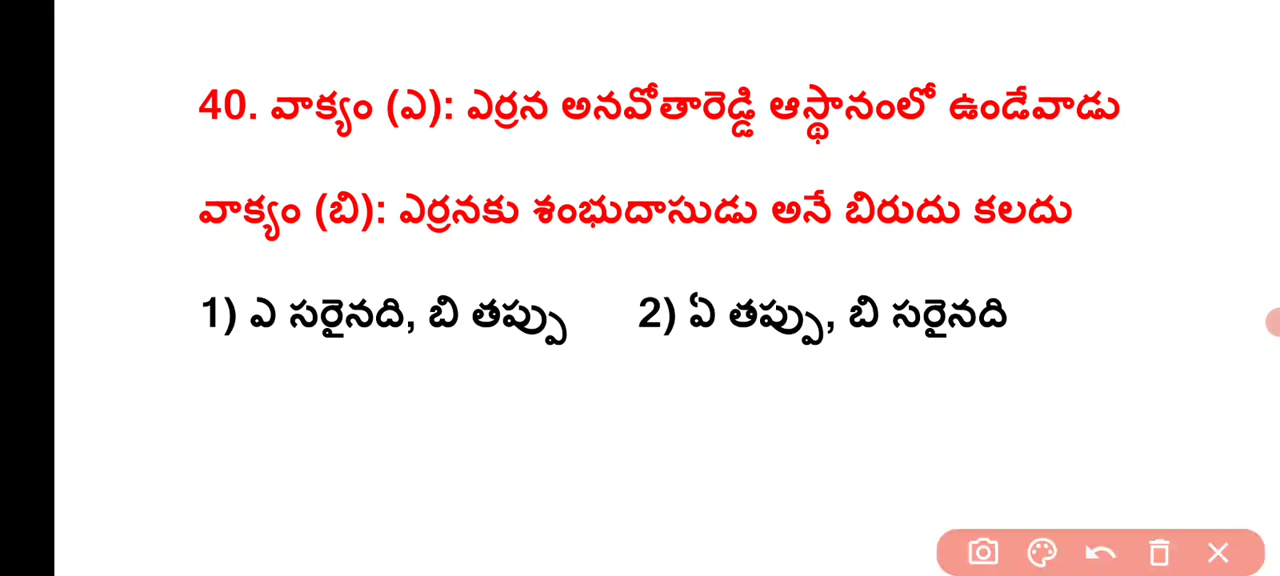 40. వాక్యం (ఎ): ఎర్రన అనవోతారెడ్డి ఆస్థానంలో ఉండేవాడు
వాక్యం (బి): ఎర్రనకు శంభుదాసుడు అనే బిరుదు కలదు
1) ఎ సరైనది, బి తప్పు 2) ఏ తప్పు, బి సరైనది